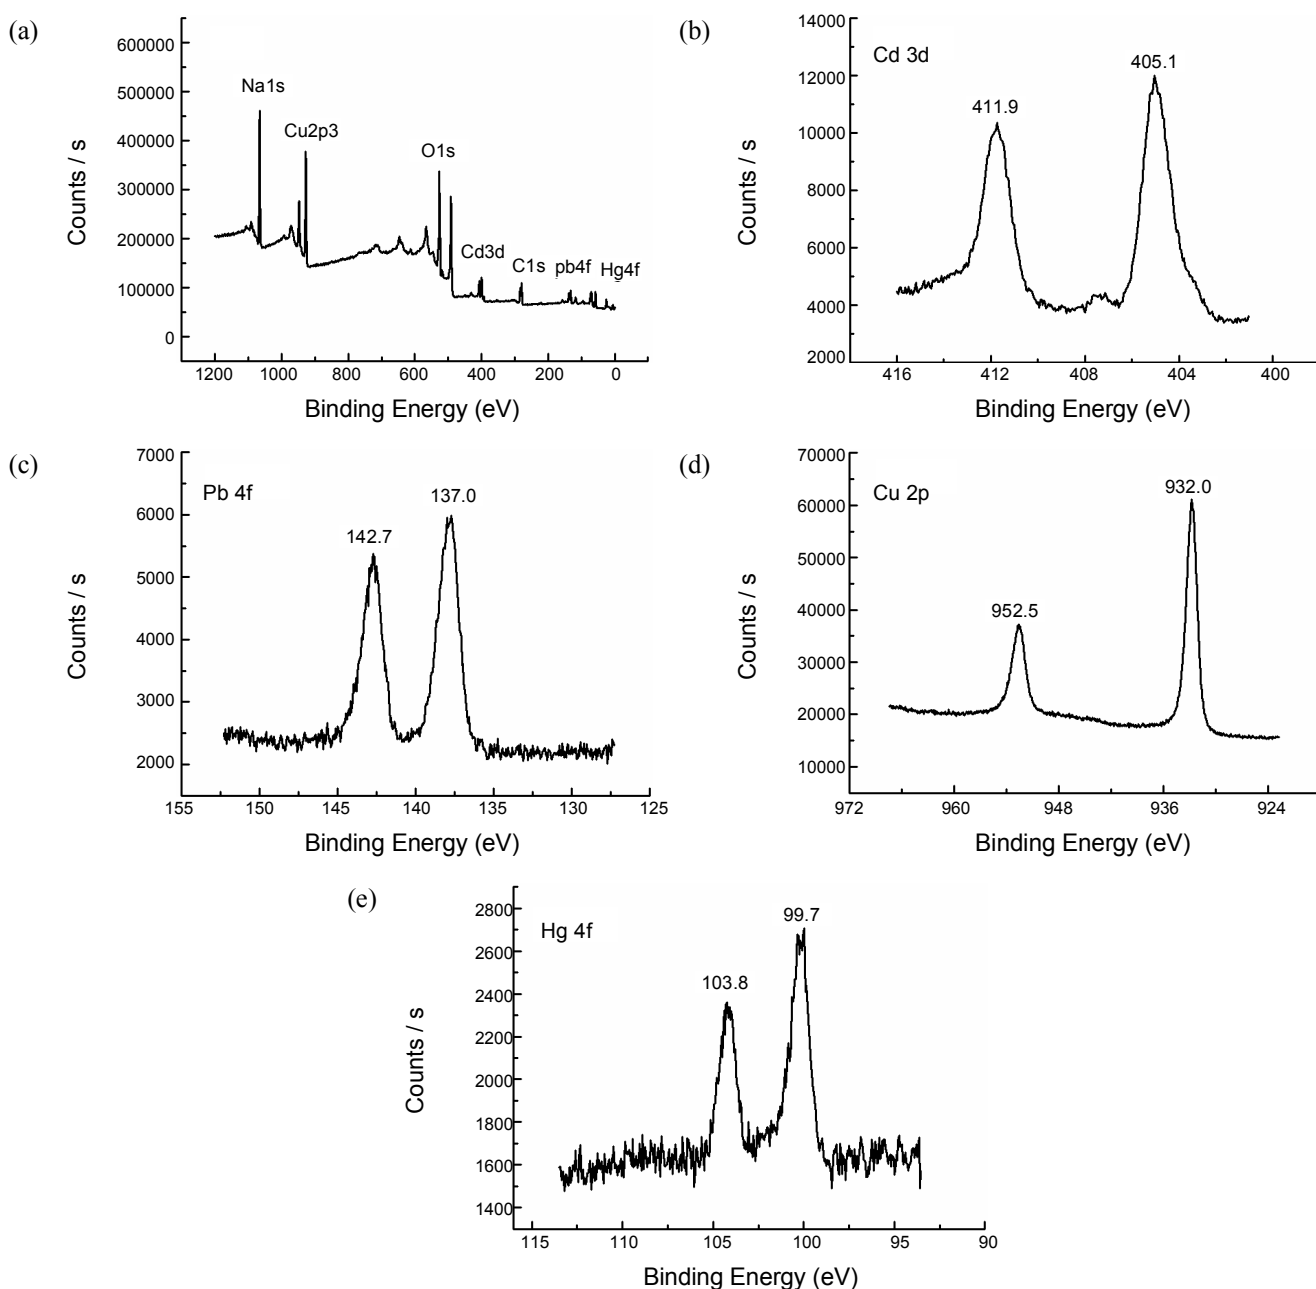 (a)
600000
500000
400000
300000
200000
100000
0
Counts / s
Na1s
Cu2p3
O1s
Cd3d
C1s
pb4f
Hg4f
1200 1000 800 600 400 200 0
Binding Energy (eV)
(b)
14000
12000
10000
8000
6000
4000
2000
Counts / s
Cd 3d
411.9
405.1
416 412 408 404 400
Binding Energy (eV)
(c)
7000
6000
5000
4000
3000
2000
Counts / s
Pb 4f
142.7
137.0
155 150 145 140 135 130 125
Binding Energy (eV)
(d)
70000
60000
50000
40000
30000
20000
10000
Counts / s
Cu 2p
952.5
932.0
972 960 948 936 924
Binding Energy (eV)
(e)
2800
2600
2400
2200
2000
1800
1600
1400
Counts / s
Hg 4f
103.8
99.7
115 110 105 100 95 90
Binding Energy (eV)